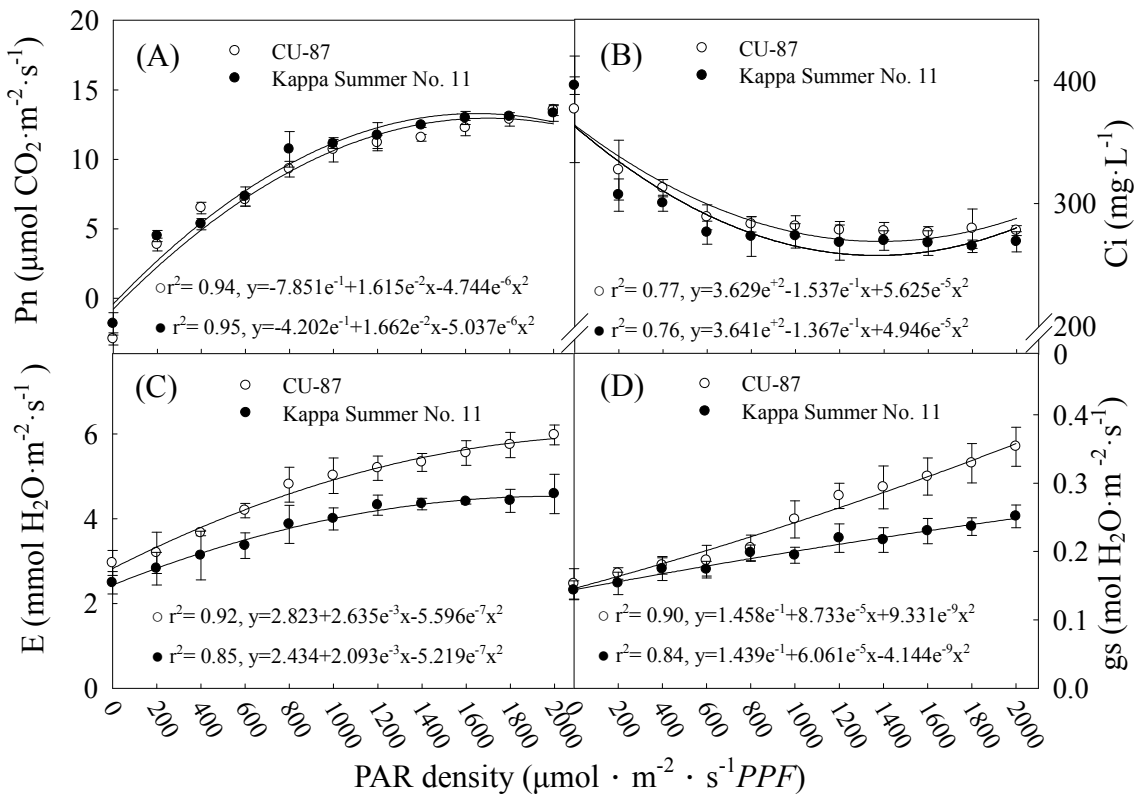 (A)
CU-87
Kappa Summer No. 11
20
15
10
5
0
Pn (μmol CO₂·m⁻²·s⁻¹)
r²= 0.94, y=-7.851e⁻¹+1.615e⁻²x-4.744e⁻⁶x²
r²= 0.95, y=-4.202e⁻¹+1.662e⁻²x-5.037e⁻⁶x²
(B)
CU-87
Kappa Summer No. 11
400
300
200
0
Ci (mg·L⁻¹)
r²= 0.77, y=3.629e⁺²-1.537e⁻¹x+5.625e⁻⁵x²
r²= 0.76, y=3.641e⁺²-1.367e⁻¹x+4.946e⁻⁵x²
(C)
CU-87
Kappa Summer No. 11
6
4
2
0
E (mmol H₂O·m⁻²·s⁻¹)
r²= 0.92, y=2.823+2.635e⁻³x-5.596e⁻⁷x²
r²= 0.85, y=2.434+2.093e⁻³x-5.219e⁻⁷x²
(D)
CU-87
Kappa Summer No. 11
0.4
0.3
0.2
0.1
0.0
gs (mol H₂O·m⁻²·s⁻¹)
r²= 0.90, y=1.458e⁻¹+8.733e⁻⁵x+9.331e⁻⁹x²
r²= 0.84, y=1.439e⁻¹+6.061e⁻⁵x-4.144e⁻⁹x²
0 200 400 600 800 1000 1200 1400 1600 1800 2000
200 400 600 800 1000 1200 1400 1600 1800 2000
PAR density (μmol · m⁻² · s⁻¹PPF)